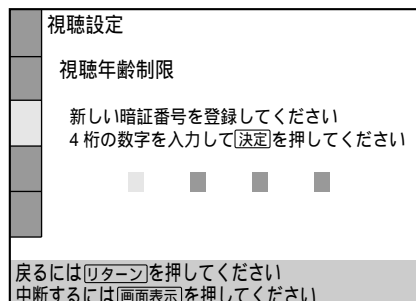 視聴設定
視聴年齢制限
新しい暗証番号を登録してください
4桁の数字を入力して決定を押してください
戻るにはリターンを押してください
中断するには画面表示を押してください